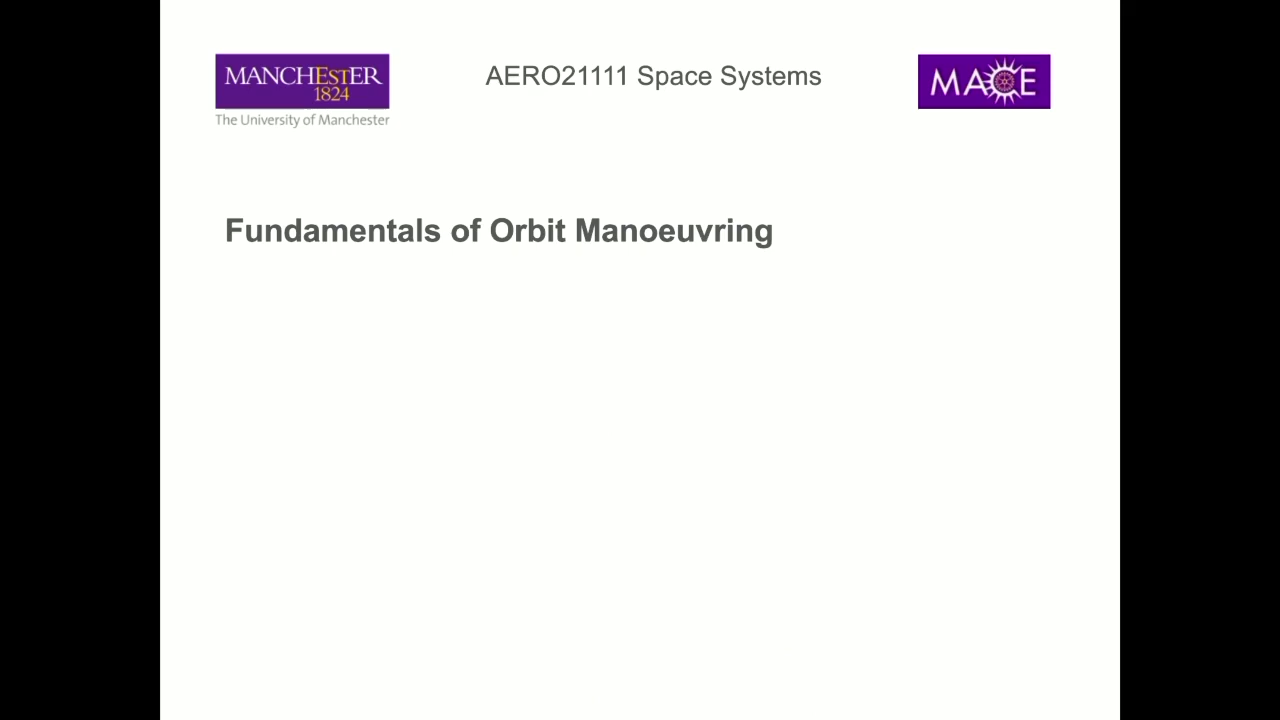 MANCHESTER
1824
The University of Manchester
AERO21111 Space Systems
MACE
Fundamentals of Orbit Manoeuvring